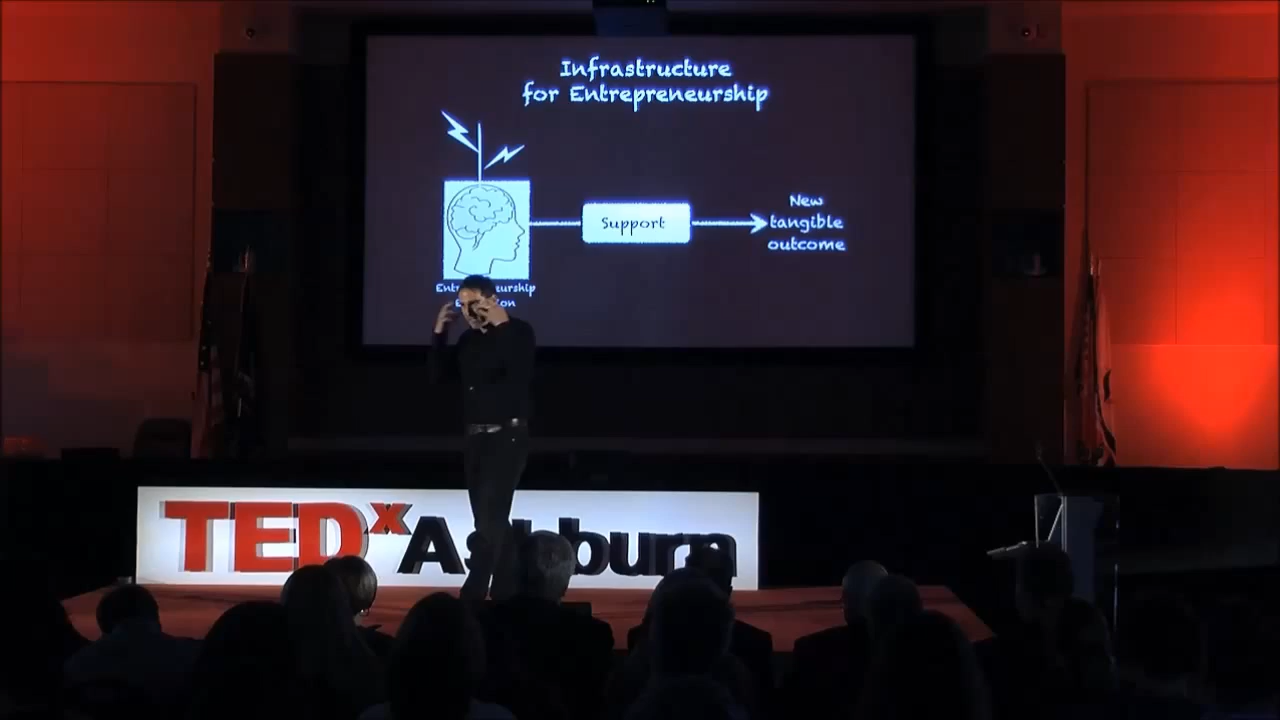 Infrastructure
for Entrepreneurship
Support
New
tangible
outcome
TEDx